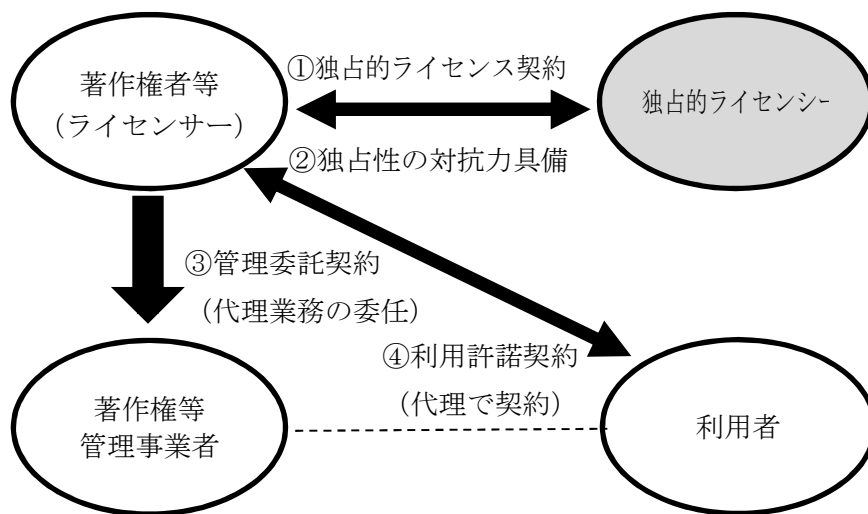 著作権者等
（ライセンサー）
①独占的ライセンス契約
②独占性の対抗力具備
独占的ライセンシー
③管理委託契約
（代理業務の委任）
④利用許諾契約
（代理で契約）
著作権等
管理事業者
利用者